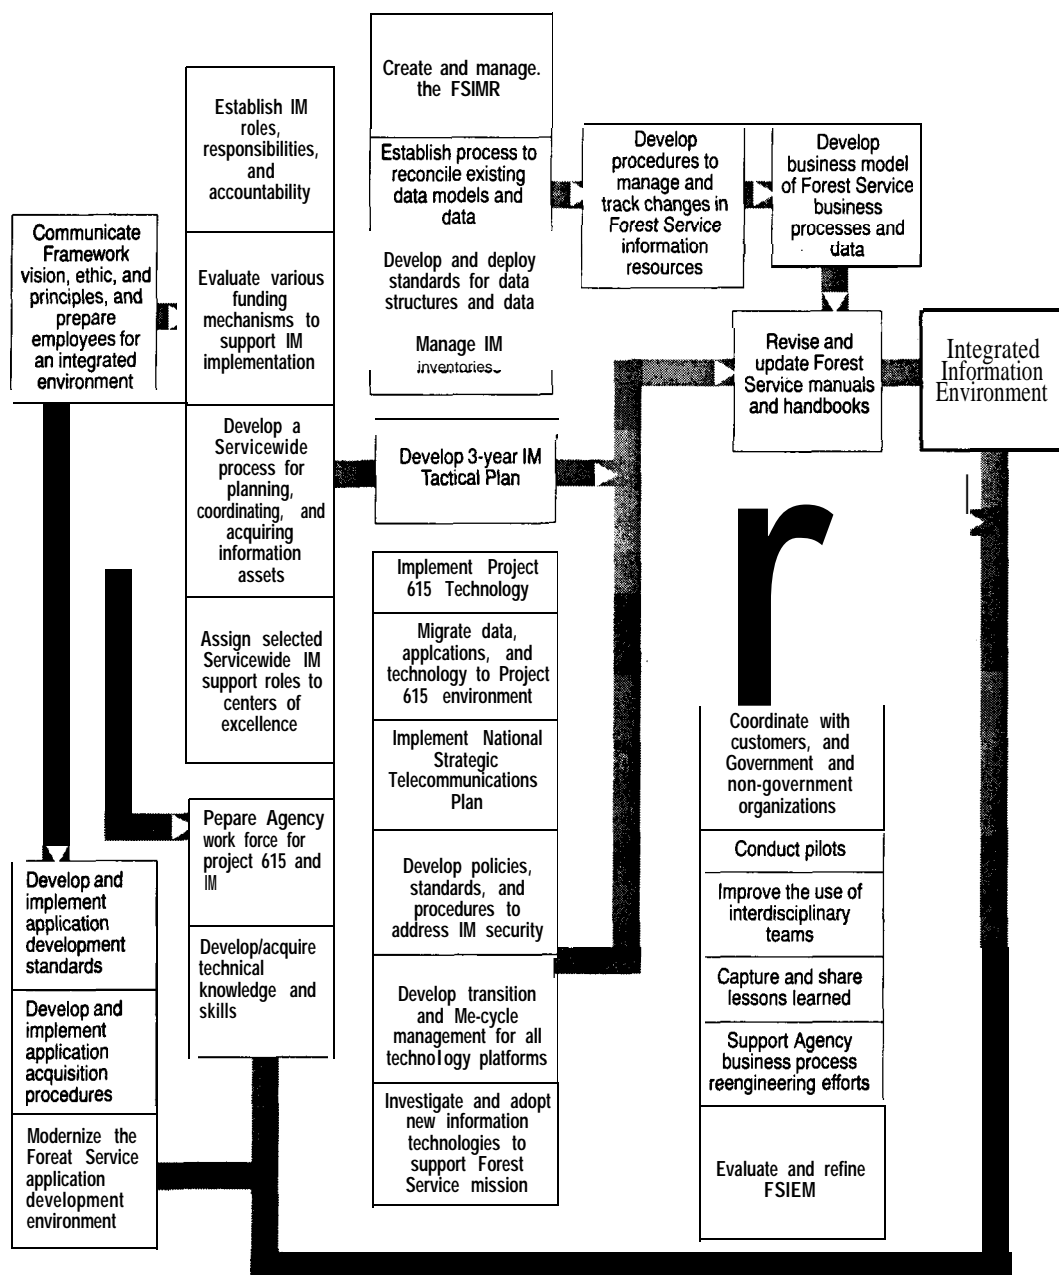 Communicate
Framework
vision, ethic, and
principles, and
prepare
employees for
an integrated
environment
Establish IM
roles,
responsibilities,
and
accountability
Evaluate various
funding
mechanisms to
support IM
implementation
Develop a
Servicewide
process for
planning,
coordinating, and
acquiring
information
assets
Assign selected
Servicewide IM
support roles to
centers of
excellence
Pepare Agency
work force for
project 615 and
IM
Develop/acquire
technical
knowledge and
skills
Develop and
implement
application
development
standards
Develop and
implement
application
acquisition
procedures
Modernize the
Foreat Service
application
development
environment
Create and manage.
the FSIMR
Establish process to
reconcile existing
data models and
data
Develop and deploy
standards for data
structures and data
Manage IM
inventories
Develop 3-year IM
Tactical Plan
Implement Project
615 Technology
Migrate data,
applcations, and
technology to Project
615 environment
Implement National
Strategic
Telecommunications
Plan
Develop policies,
standards, and
procedures to
address IM security
Develop transition
and Me-cycle
management for all
technology platforms
Investigate and adopt
new information
technologies to
support Forest
Service mission
Develop
procedures to
manage and
track changes in
Forest Service
information
resources
Develop
business model
of Forest Service
business
processes and
data
Revise and
update Forest
Service manuals
and handbooks
Integrated
Information
Environment
r
Coordinate with
customers, and
Government and
non-government
organizations
Conduct pilots
Improve the use of
interdisciplinary
teams
Capture and share
lessons learned
Support Agency
business process
reengineering efforts
Evaluate and refine
FSIEM